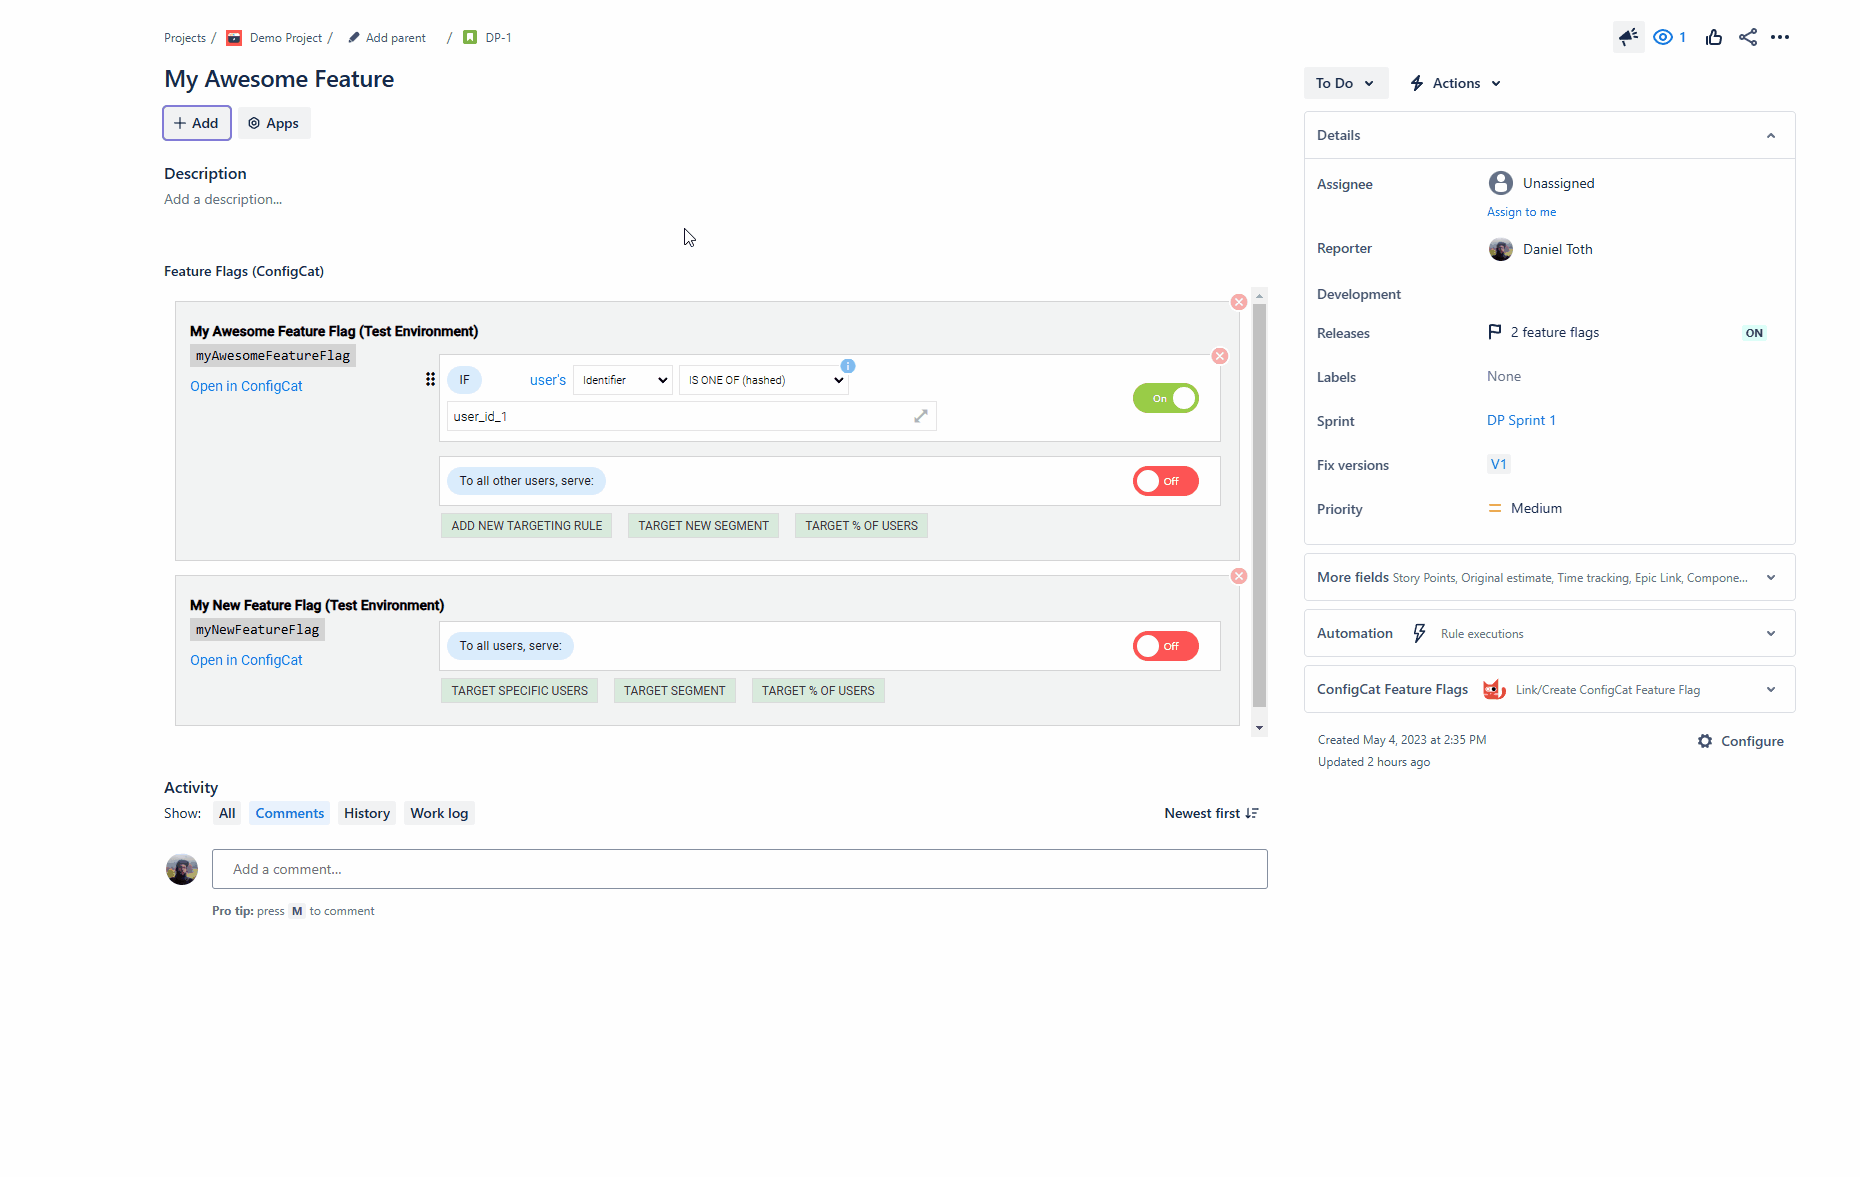 Projects / Demo Project / Add parent / DP-1
1
My Awesome Feature
To Do Actions
Add Apps
Description
Add a description...
Feature Flags (ConfigCat)
My Awesome Feature Flag (Test Environment)
myAwesomeFeatureFlag
Open in ConfigCat
IF user's Identifier IS ONE OF (hashed) i
On
user_id_1
To all other users, serve: Off
ADD NEW TARGETING RULE TARGET NEW SEGMENT TARGET % OF USERS
My New Feature Flag (Test Environment)
myNewFeatureFlag
Open in ConfigCat
To all users, serve: Off
TARGET SPECIFIC USERS TARGET SEGMENT TARGET % OF USERS
Activity
Show: All Comments History Work log Newest first
Add a comment...
Pro tip: press M to comment
Details
Assignee Unassigned
Assign to me
Reporter Daniel Toth
Development
Releases 2 feature flags ON
Labels None
Sprint DP Sprint 1
Fix versions V1
Priority Medium
More fields Story Points, Original estimate, Time tracking, Epic Link, Compone...
Automation Rule executions
ConfigCat Feature Flags Link/Create ConfigCat Feature Flag
Created May 4, 2023 at 2:35 PM
Configure
Updated 2 hours ago